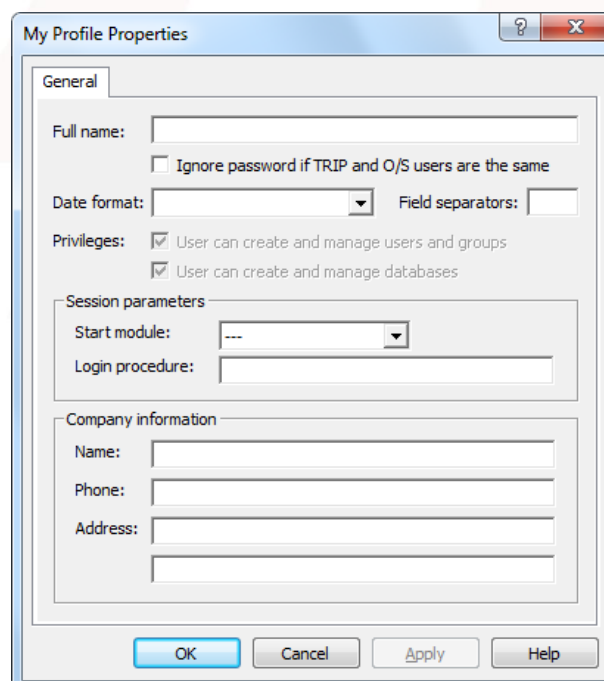 My Profile Properties
?
General
Full name:
Ignore password if TRIP and O/S users are the same
Date format: Field separators:
Privileges: User can create and manage users and groups
User can create and manage databases
Session parameters
Start module: ---
Login procedure:
Company information
Name:
Phone:
Address:
OK Cancel Apply Help